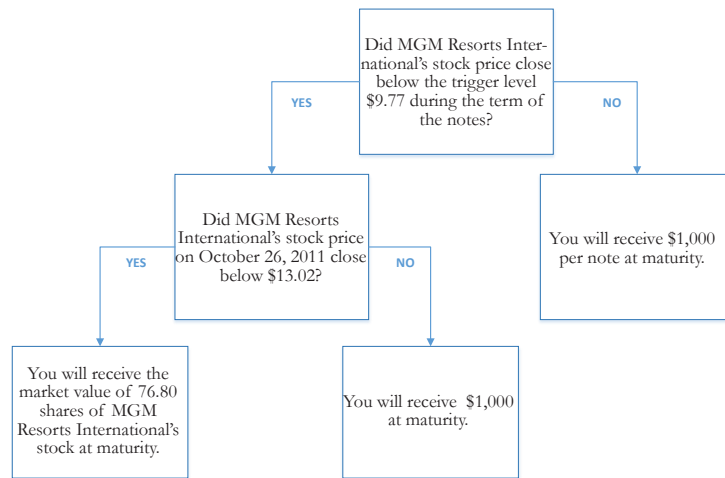 Did MGM Resorts Inter-
national's stock price close
below the trigger level
$9.77 during the term of
the notes?
YES
NO
Did MGM Resorts
International's stock price
on October 26, 2011 close
below $13.02?
You will receive $1,000
per note at maturity.
YES
NO
You will receive the
market value of 76.80
shares of MGM
Resorts International's
stock at maturity.
You will receive $1,000
at maturity.